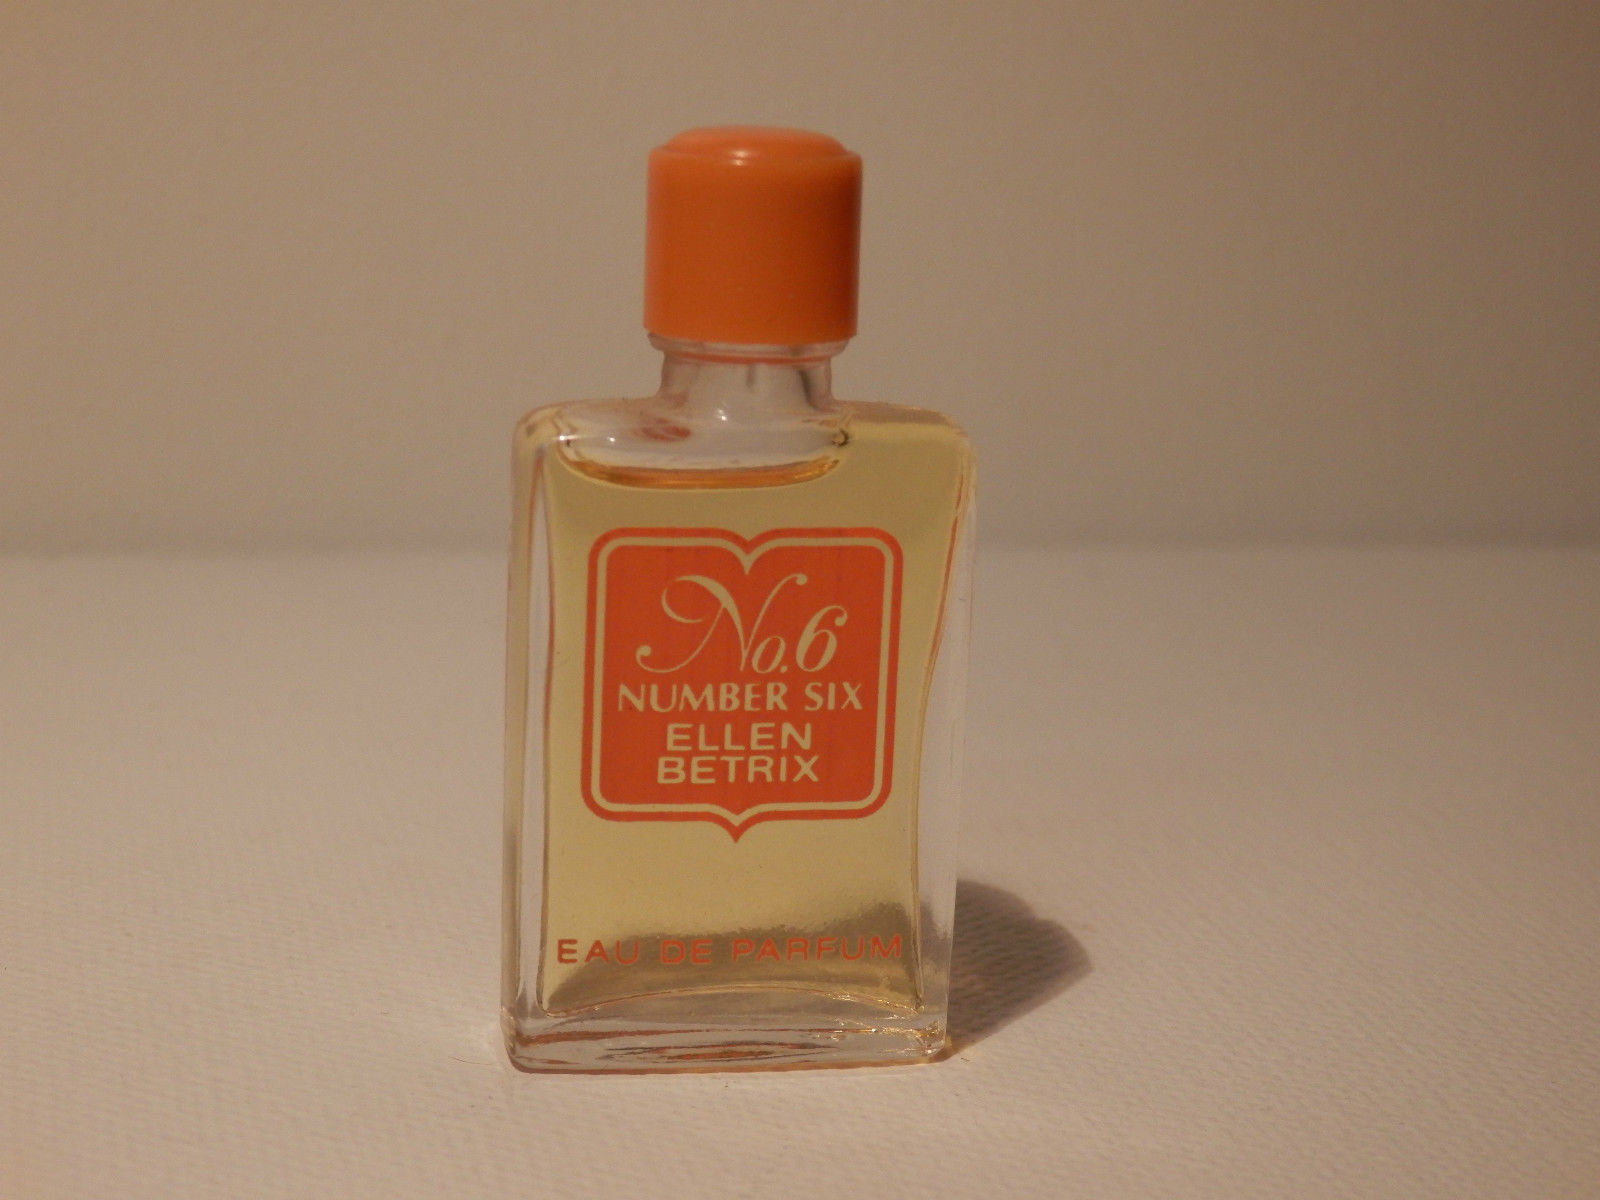 No.6
NUMBER SIX
ELLEN
BETRIX
EAU DE PARFUM